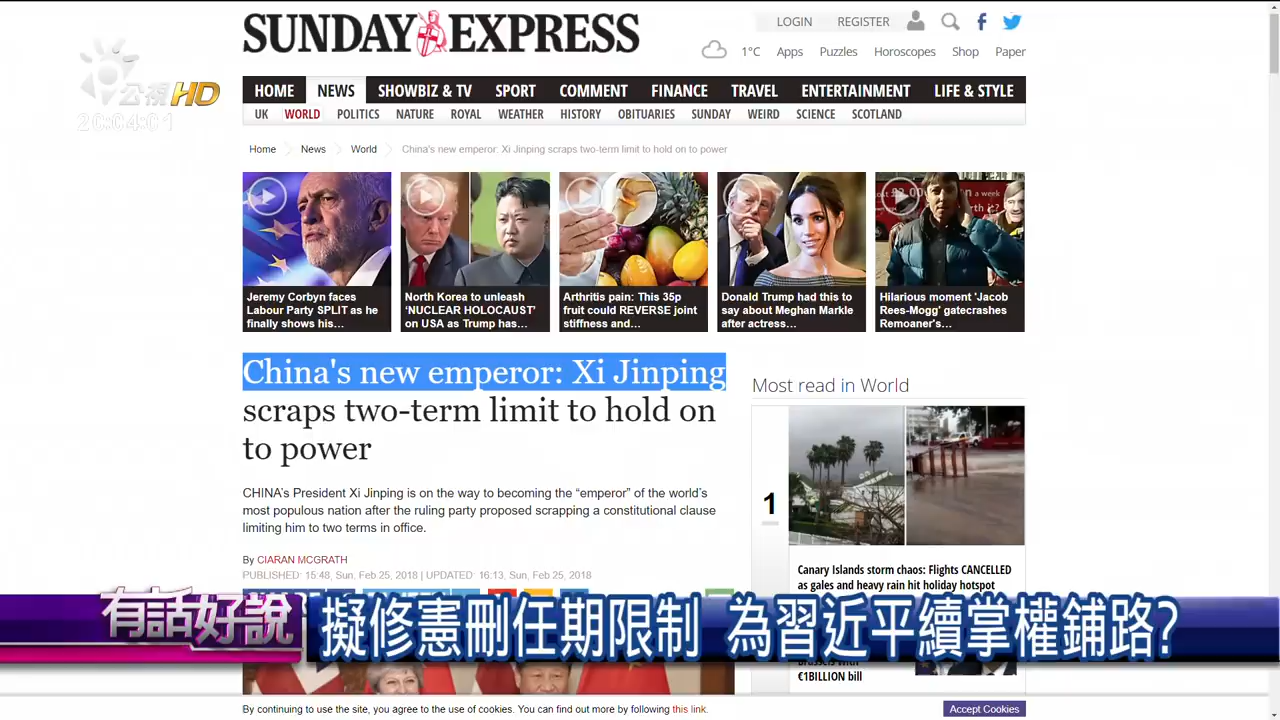 SUNDAY EXPRESS
LOGIN REGISTER
1°C Apps Puzzles Horoscopes Shop Paper
公視HD
20:04:01
HOME NEWS SHOWBIZ & TV SPORT COMMENT FINANCE TRAVEL ENTERTAINMENT LIFE & STYLE
UK WORLD POLITICS NATURE ROYAL WEATHER HISTORY OBITUARIES SUNDAY WEIRD SCIENCE SCOTLAND
Home News World China's new emperor: Xi Jinping scraps two-term limit to hold on to power
Jeremy Corbyn faces
Labour Party SPLIT as he
finally shows his...
North Korea to unleash
‘NUCLEAR HOLOCAUST’
on USA as Trump has...
Arthritis pain: This 35p
fruit could REVERSE joint
stiffness and...
Donald Trump had this to
say about Meghan Markle
after actress...
Hilarious moment 'Jacob
Rees-Mogg' gatecrashes
Remoaner's...
China's new emperor: Xi Jinping
scraps two-term limit to hold on
to power
CHINA’s President Xi Jinping is on the way to becoming the “emperor” of the world’s
most populous nation after the ruling party proposed scrapping a constitutional clause
limiting him to two terms in office.
By CIARAN MCGRATH
PUBLISHED: 15:48, Sun, Feb 25, 2018 | UPDATED: 16:13, Sun, Feb 25, 2018
Most read in World
1
Canary Islands storm chaos: Flights CANCELLED
as gales and heavy rain hit holiday hotspot
有話好說
擬修憲刪任期限制 為習近平續掌權鋪路?
€1BILLION bill
By continuing to use the site, you agree to the use of cookies. You can find out more by following this link.
Accept Cookies